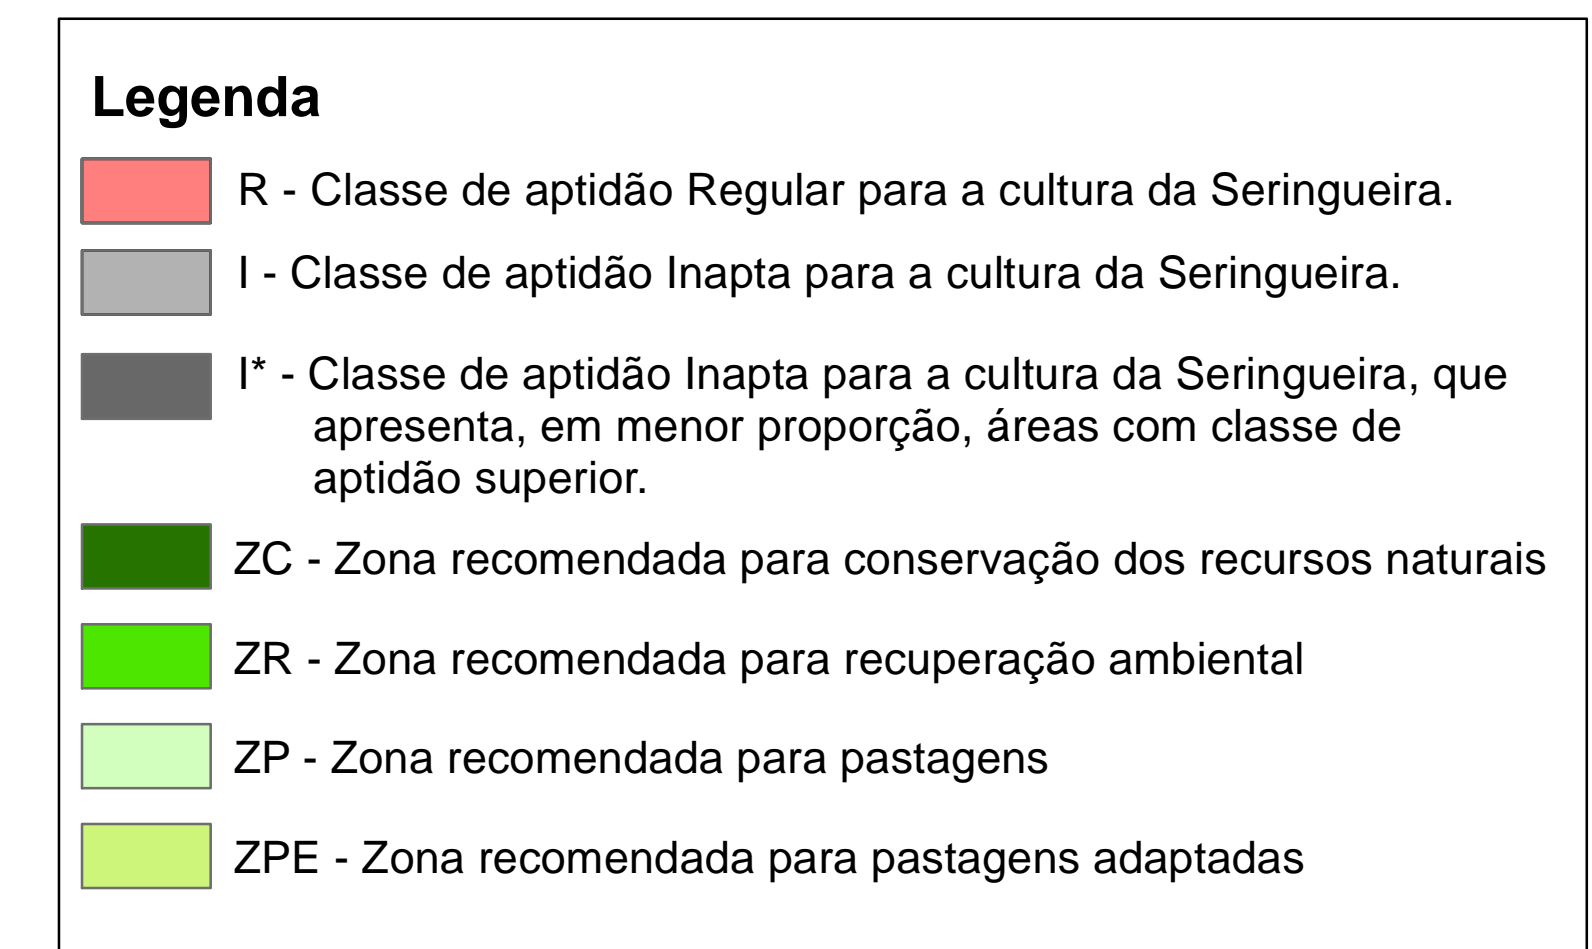 Legenda
R - Classe de aptidão Regular para a cultura da Seringueira.
I - Classe de aptidão Inapta para a cultura da Seringueira.
I* - Classe de aptidão Inapta para a cultura da Seringueira, que
apresenta, em menor proporção, áreas com classe de
aptidão superior.
ZC - Zona recomendada para conservação dos recursos naturais
ZR - Zona recomendada para recuperação ambiental
ZP - Zona recomendada para pastagens
ZPE - Zona recomendada para pastagens adaptadas